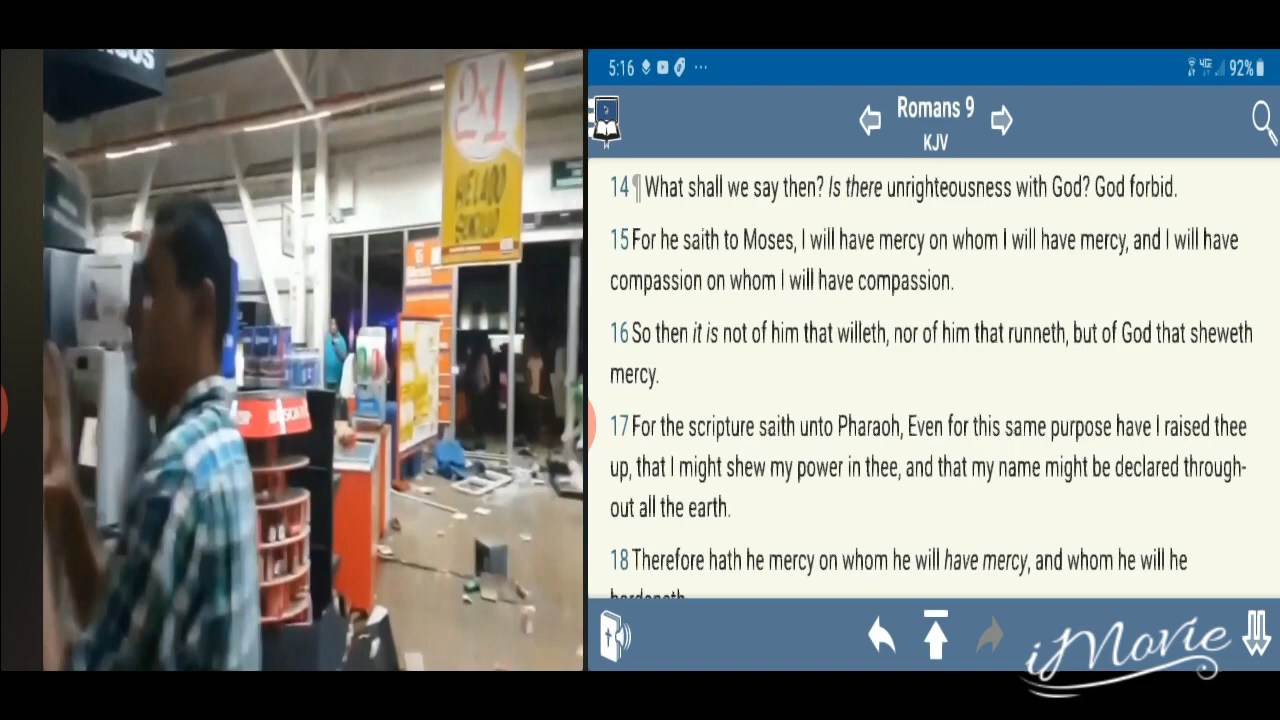 2x1
HELADO
5:16
92%
Romans 9
KJV
14 ¶ What shall we say then? Is there unrighteousness with God? God forbid.
15 For he saith to Moses, I will have mercy on whom I will have mercy, and I will have
compassion on whom I will have compassion.
16 So then it is not of him that willeth, nor of him that runneth, but of God that sheweth
mercy.
17 For the scripture saith unto Pharaoh, Even for this same purpose have I raised thee
up, that I might shew my power in thee, and that my name might be declared through-
out all the earth.
18 Therefore hath he mercy on whom he will have mercy, and whom he will he
hardeneth.
iMovie